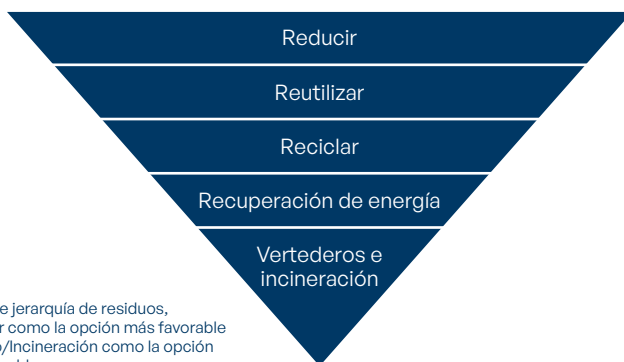 Reducir
Reutilizar
Reciclar
Recuperación de energía
Vertederos e
incineración
e jerarquía de residuos,
r como la opción más favorable
o/Incineración como la opción